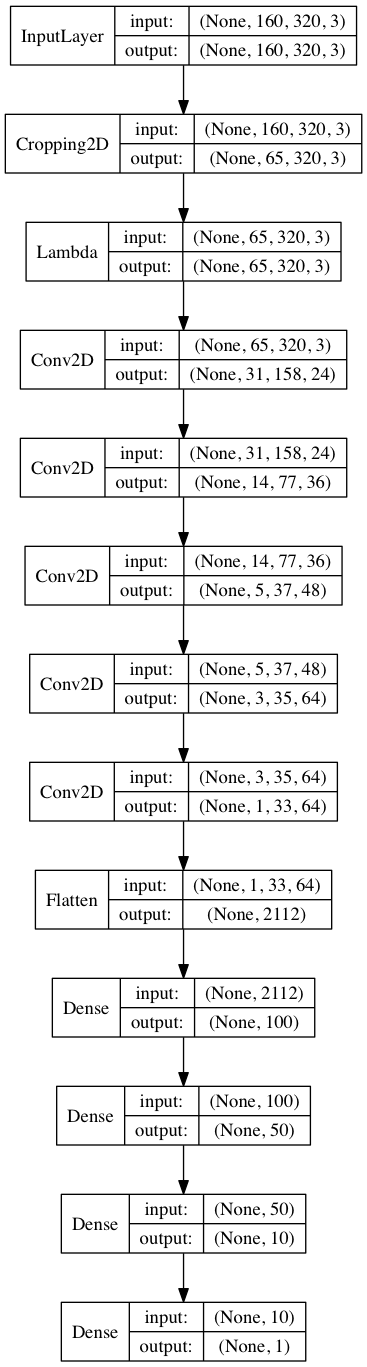 InputLayer
input: (None, 160, 320, 3)
output: (None, 160, 320, 3)
Cropping2D
input: (None, 160, 320, 3)
output: (None, 65, 320, 3)
Lambda
input: (None, 65, 320, 3)
output: (None, 65, 320, 3)
Conv2D
input: (None, 65, 320, 3)
output: (None, 31, 158, 24)
Conv2D
input: (None, 31, 158, 24)
output: (None, 14, 77, 36)
Conv2D
input: (None, 14, 77, 36)
output: (None, 5, 37, 48)
Conv2D
input: (None, 5, 37, 48)
output: (None, 3, 35, 64)
Conv2D
input: (None, 3, 35, 64)
output: (None, 1, 33, 64)
Flatten
input: (None, 1, 33, 64)
output: (None, 2112)
Dense
input: (None, 2112)
output: (None, 100)
Dense
input: (None, 100)
output: (None, 50)
Dense
input: (None, 50)
output: (None, 10)
Dense
input: (None, 10)
output: (None, 1)